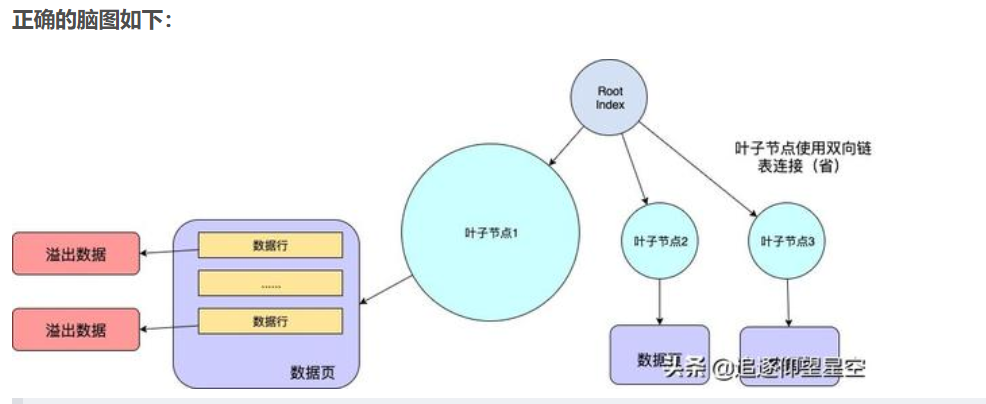 正确的脑图如下：
Root
Index
叶子节点使用双向链
表连接（省）
叶子节点1
叶子节点2
叶子节点3
溢出数据
数据行
......
溢出数据
数据行
数据页
数据页
头条 @追逐仰望星空